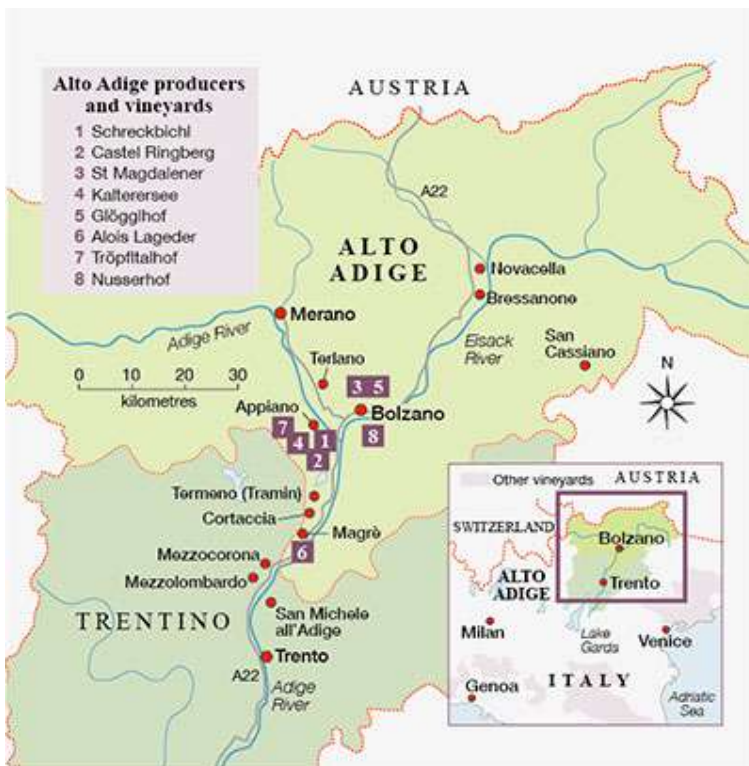 Alto Adige producers
and vineyards
1 Schreckbichl
2 Castel Ringberg
3 St Magdalener
4 Kalterersee
5 Glögglhof
6 Alois Lageder
7 Tröpfltalhof
8 Nusserhof
AUSTRIA
A22
ALTO
ADIGE
Novacella
Bressanone
Merano
Adige River
Eisack
River
San
Cassiano
N
Terlano
0 10 20 30
kilometres
3 5
Bolzano
Appiano
7
4
1
8
2
Termeno (Tramin)
Cortaccia
Magrè
6
Mezzocorona
Mezzolombardo
TRENTINO
San Michele
all'Adige
Trento
A22
Adige
River
Other vineyards
AUSTRIA
SWITZERLAND
Bolzano
ALTO
ADIGE
Trento
Milan
Lake
Gards
Venice
ITALY
Genoa
Adriatic
Sea